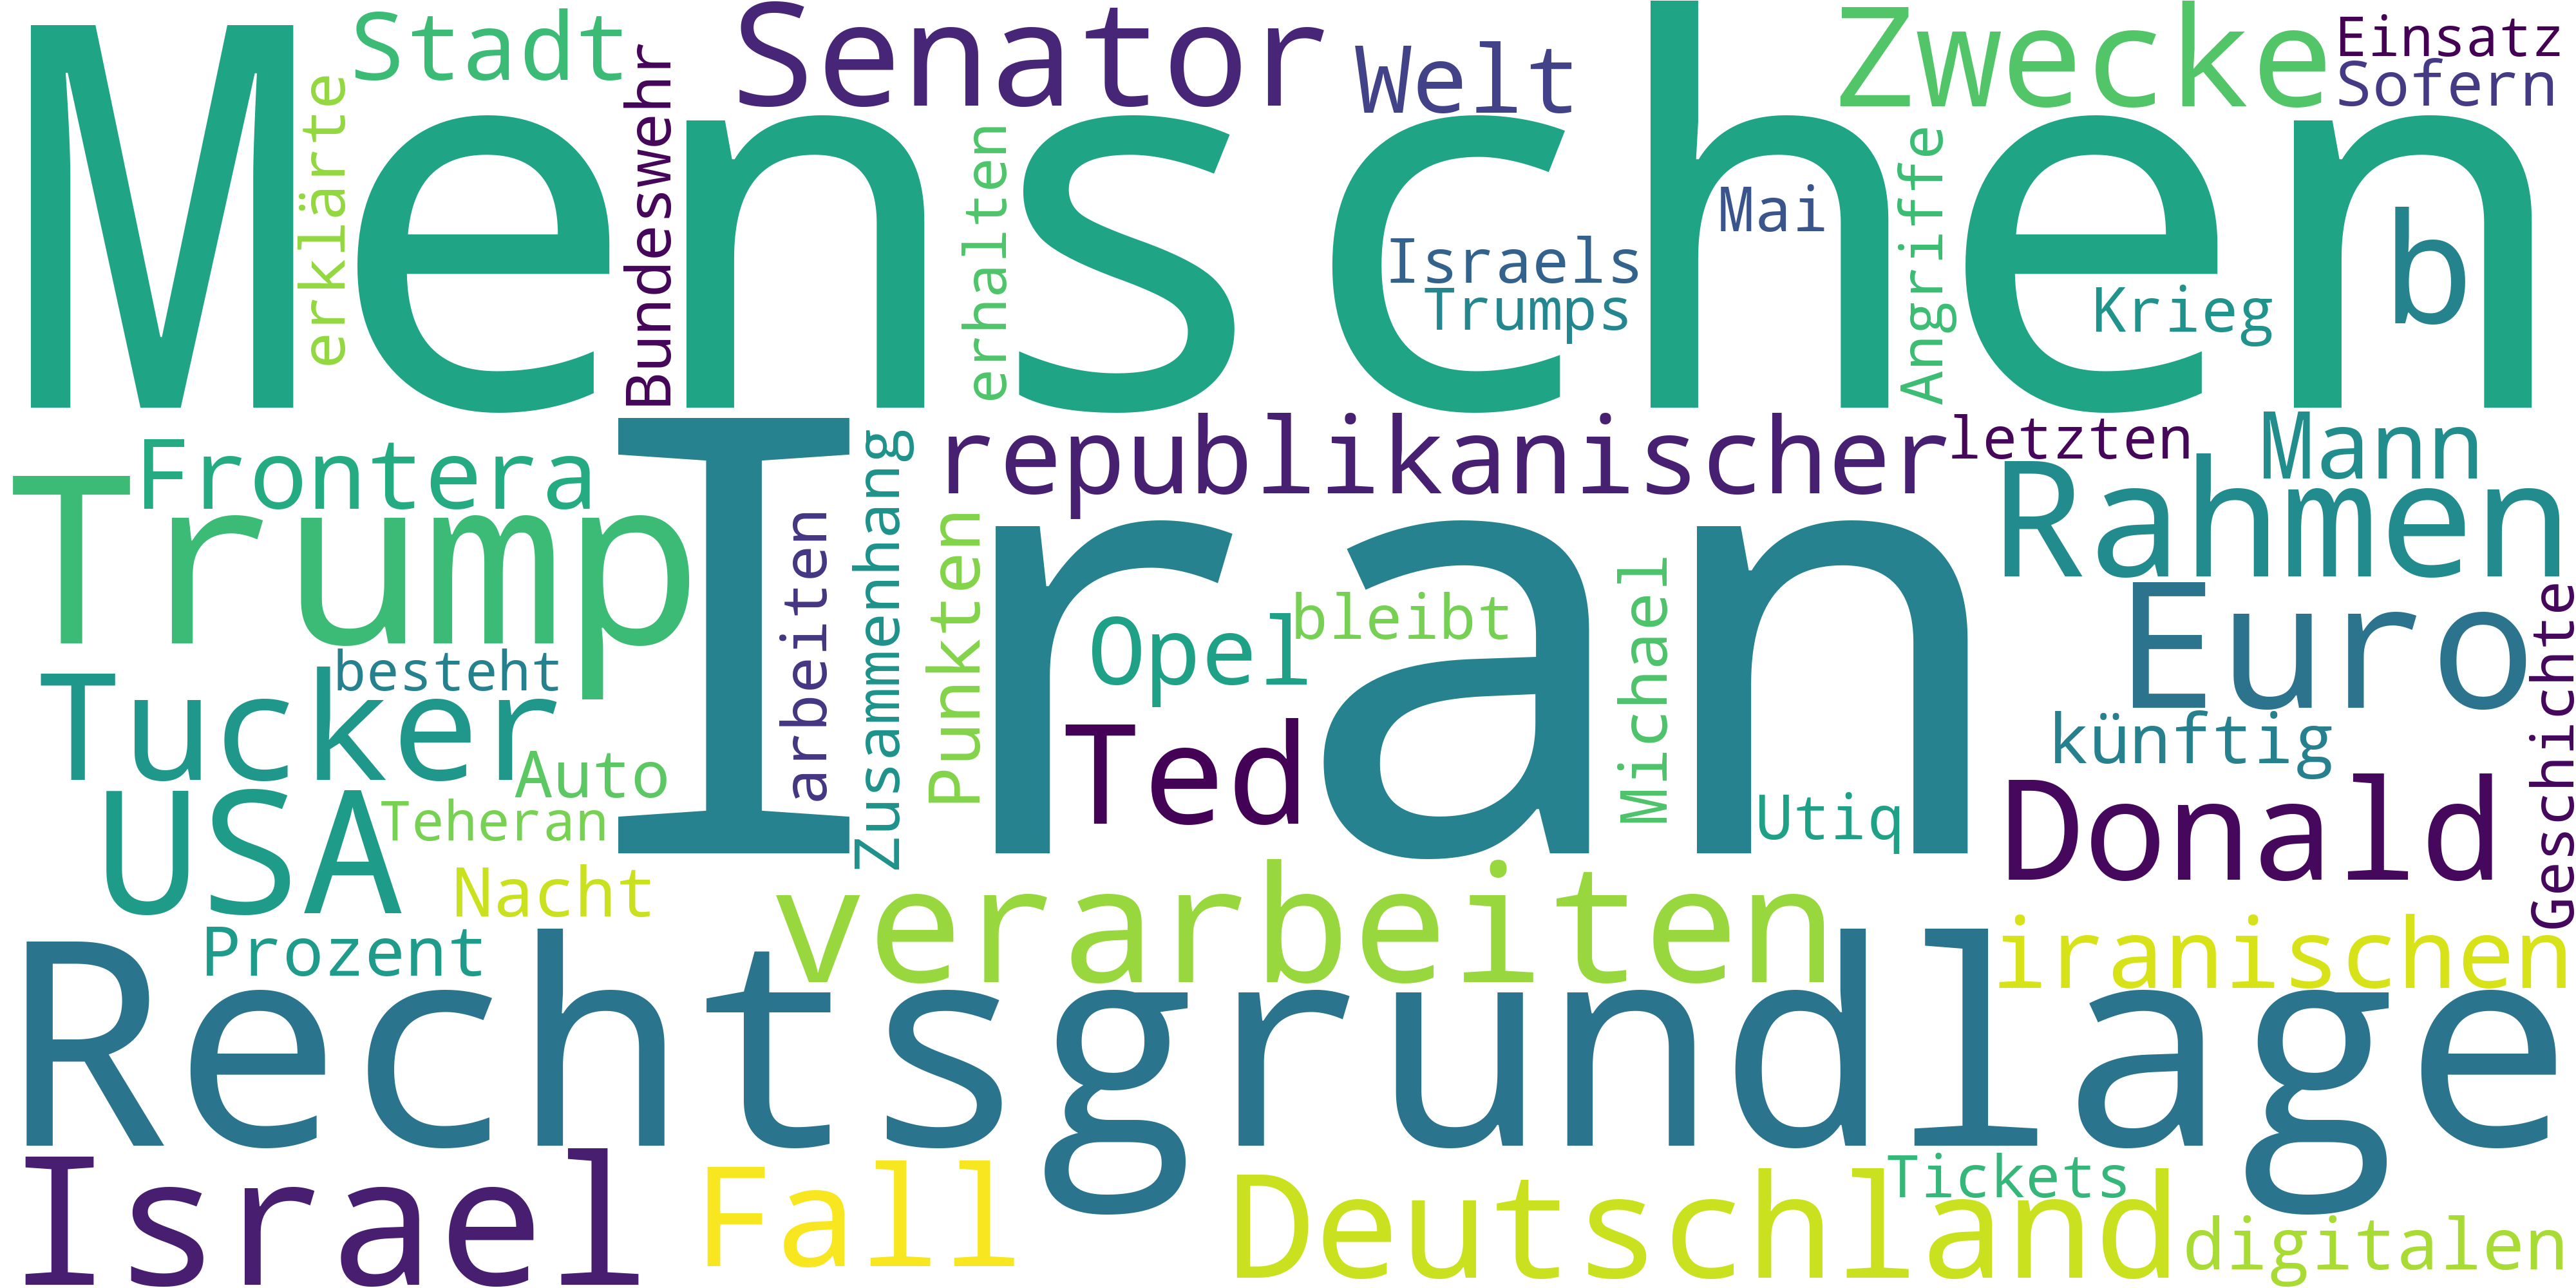 Menschen
Stadt
Senator
Welt
Zwecke
Einsatz
Sofern
erklärte
Bundeswehr
erhalten
Mai
Israels
Trumps
Angriffe
Krieg
b
Iran
Frontera
Trump
republikanischer
letzten
Mann
Rahmen
arbeiten
Zusammenhang
Punkten
Opel
bleibt
Michael
Euro
Geschichte
besteht
Tucker
Auto
Ted
künftig
USA
Teheran
Utiq
Donald
Nacht
verarbeiten
Prozent
iranischen
Rechtsgrundlage
Israel
Fall
Deutschland
Tickets
digitalen